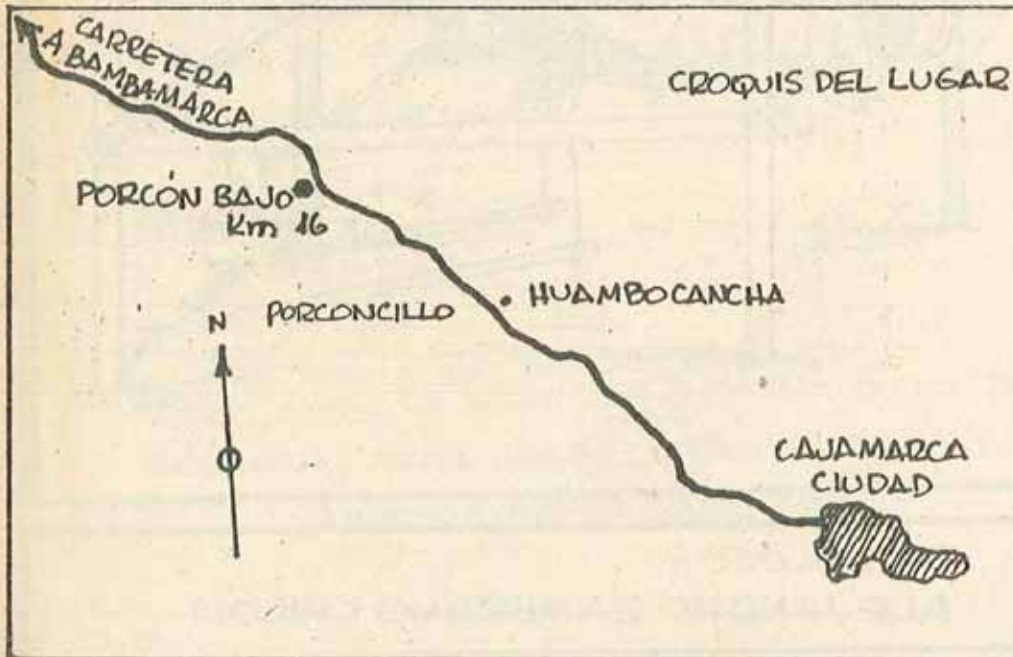 CARRETERA
A BAMBAMARCA
CROQUIS DEL LUGAR
PORCÓN BAJO
Km 16
HUAMBOCANCHA
PORCONCILLO
N
CAJAMARCA
CIUDAD